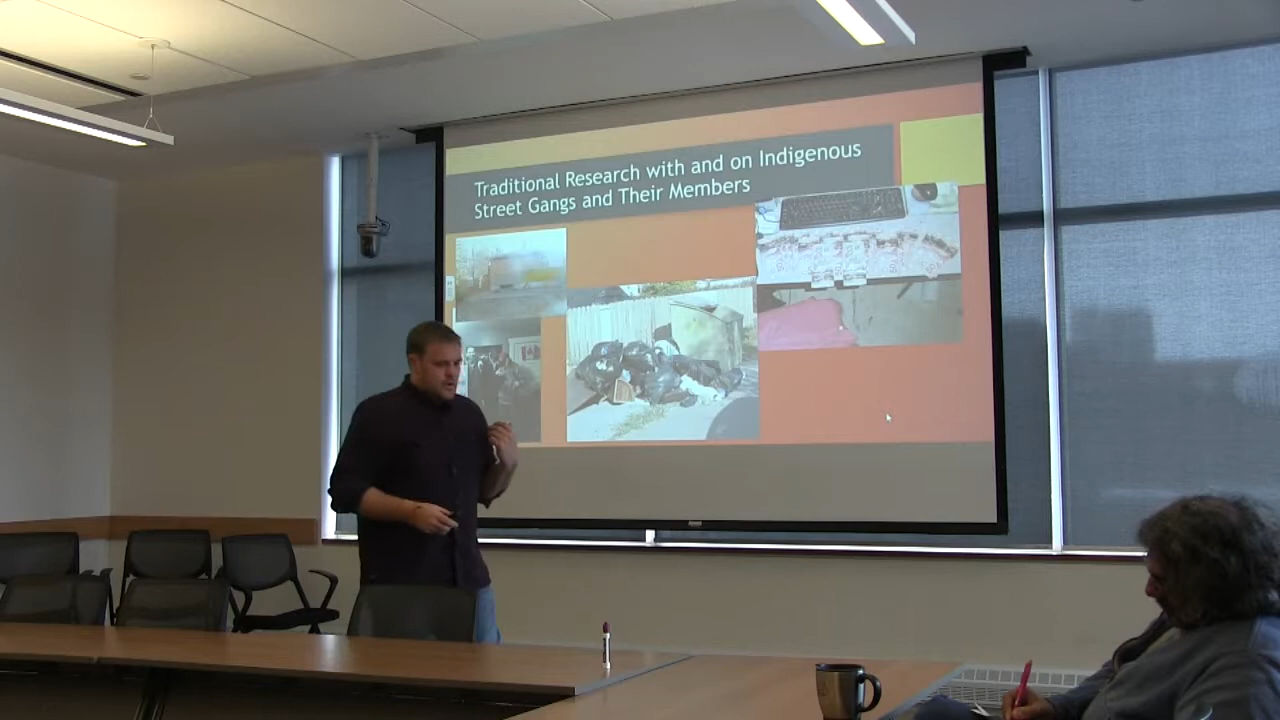 Traditional Research with and on Indigenous
Street Gangs and Their Members